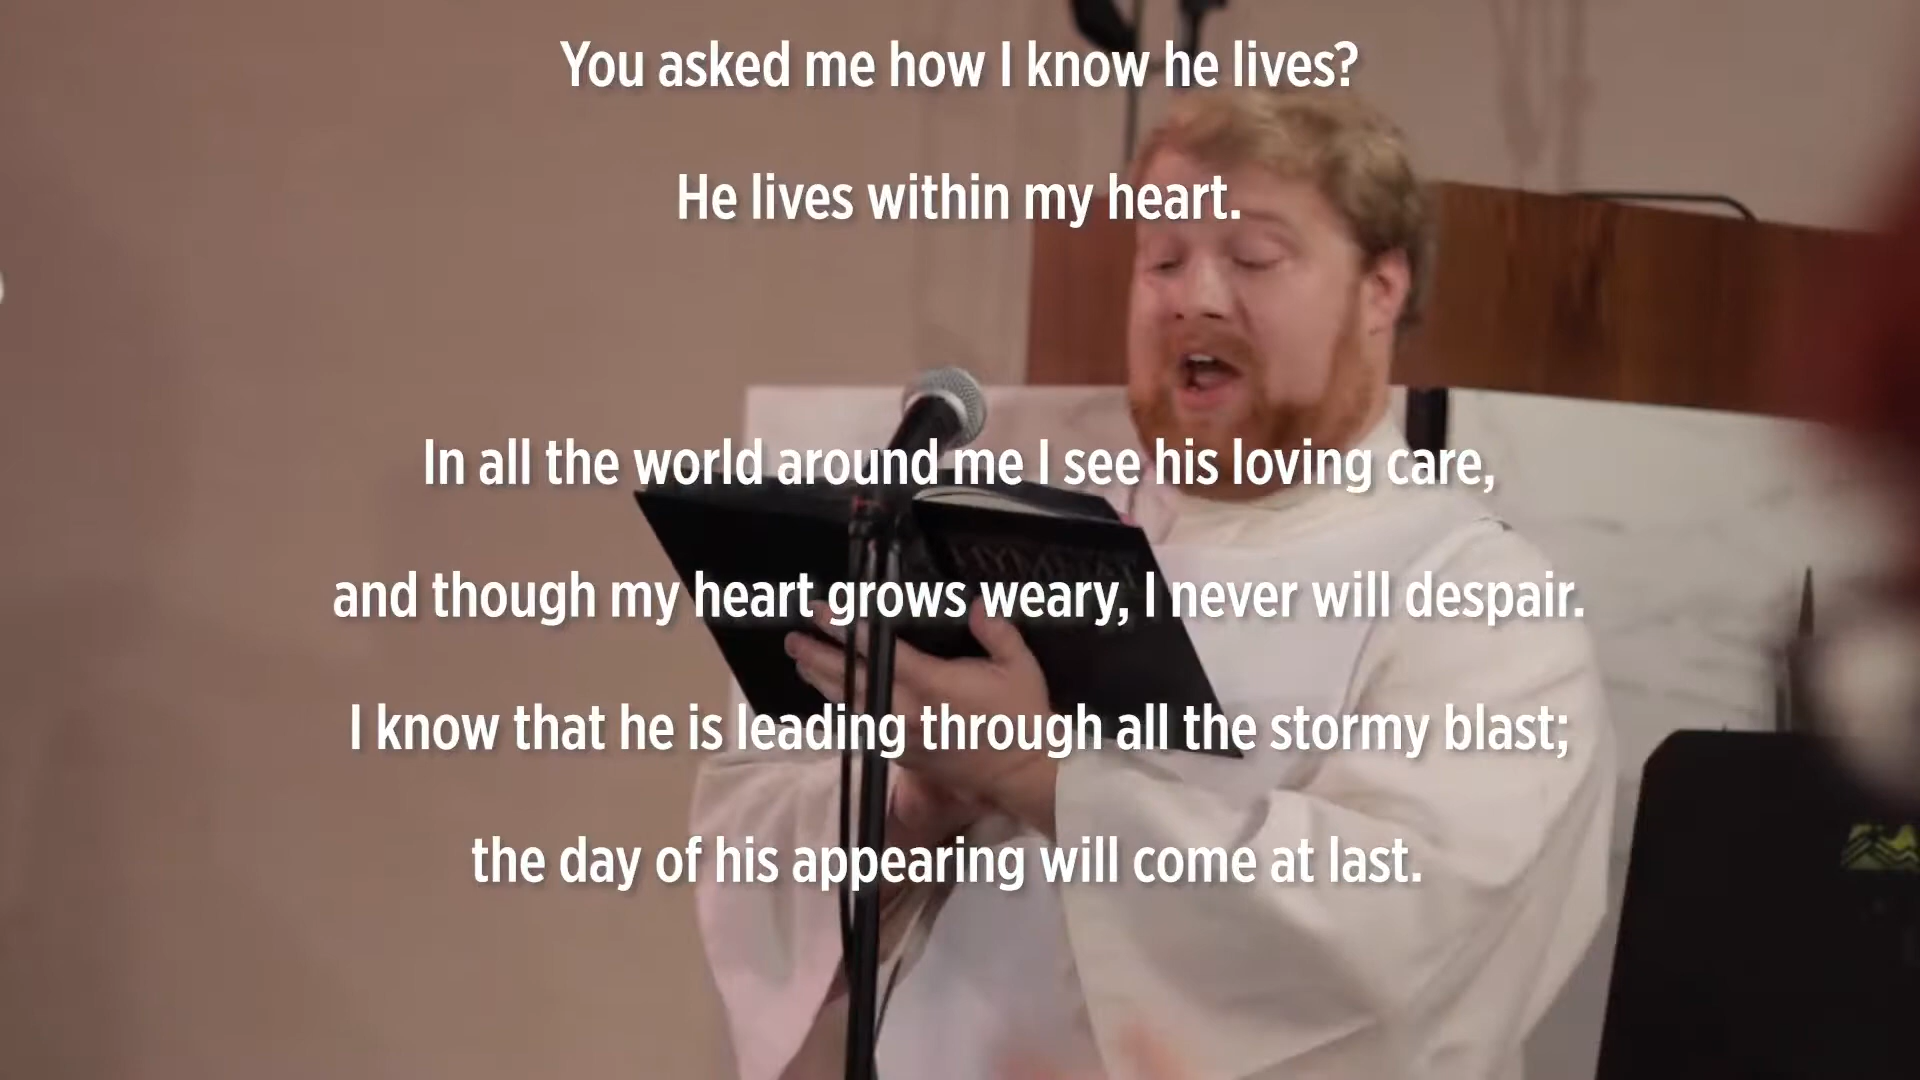 You asked me how I know he lives?
He lives within my heart.
In all the world around me I see his loving care,
and though my heart grows weary, I never will despair.
I know that he is leading through all the stormy blast;
the day of his appearing will come at last.